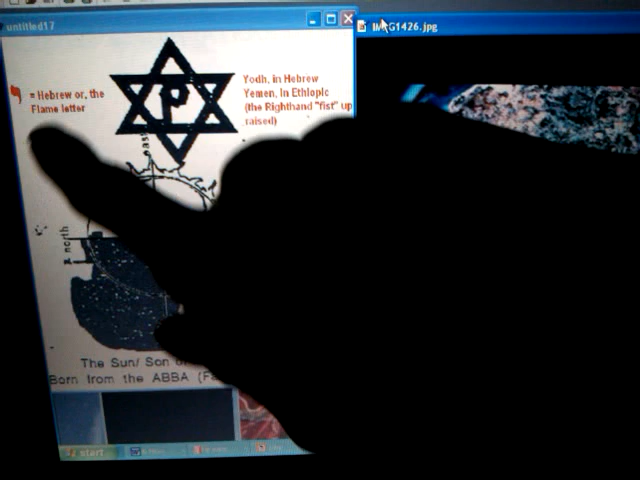 untitled17
IMG1426.jpg
= Hebrew or, the
Flame letter
Yodh, in Hebrew
Yemen, in Ethiopic
(the Righthand "fist" up
raised)
east
north
The Sun/ Son
Born from the ABBA
start